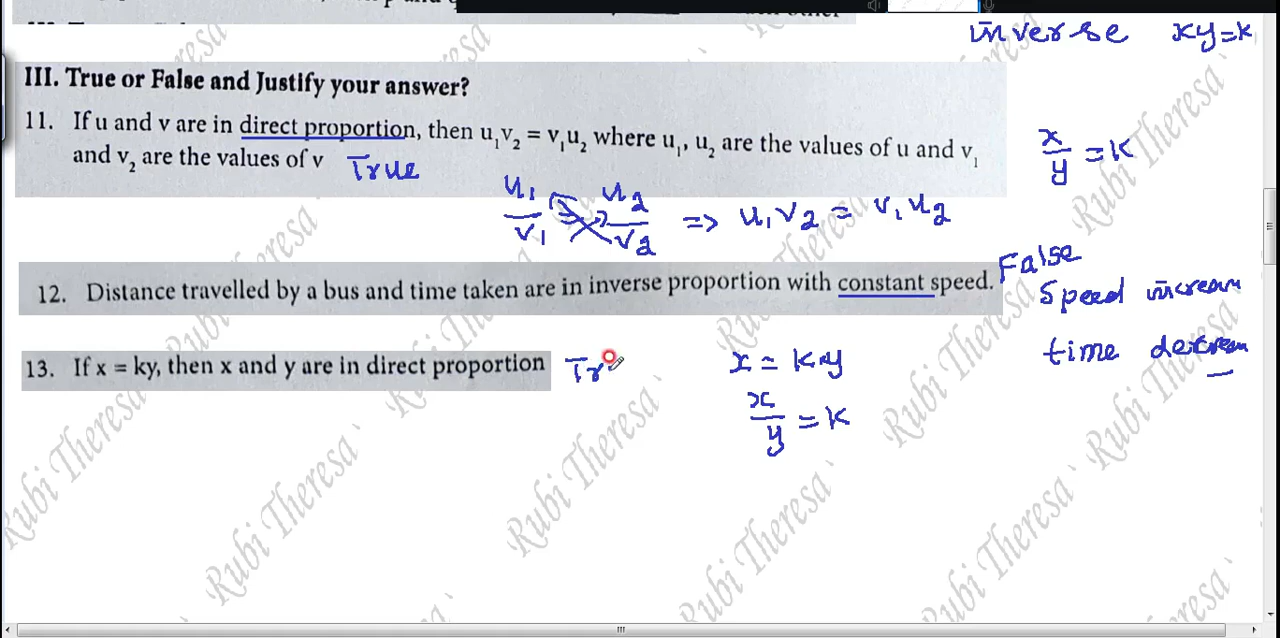 inverse xy=k
III. True or False and Justify your answer?
11. If u and v are in direct proportion, then u₁v₂ = v₁u₂ where u₁, u₂ are the values of u and v₁
and v₂ are the values of v True
x/y = k
u₁/v₁ = u₂/v₂ => u₁v₂ = v₁u₂
12. Distance travelled by a bus and time taken are in inverse proportion with constant speed. False
Speed increase
time decrease
13. If x = ky, then x and y are in direct proportion Tr
x = ky
x/y = k
Rubi Theresa